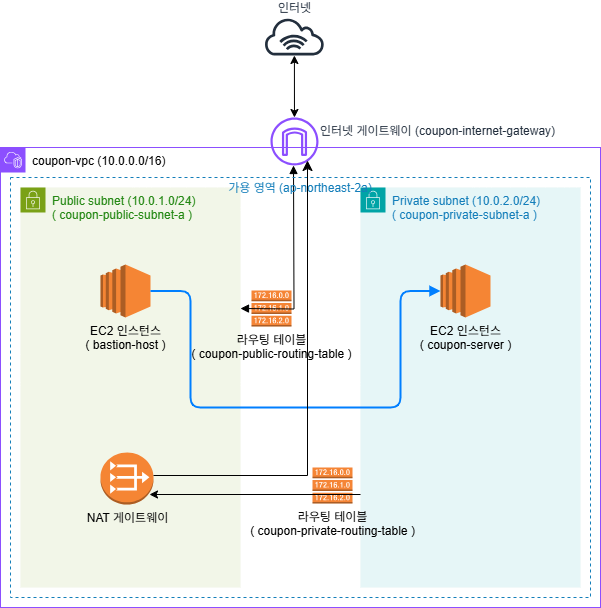 인터넷
인터넷 게이트웨이 (coupon-internet-gateway)
coupon-vpc (10.0.0.0/16)
가용 영역 (ap-northeast-2a)
Public subnet (10.0.1.0/24)
( coupon-public-subnet-a )
Private subnet (10.0.2.0/24)
( coupon-private-subnet-a )
EC2 인스턴스
( bastion-host )
172.16.0.0
172.16.1.0
172.16.2.0
라우팅 테이블
( coupon-public-routing-table )
EC2 인스턴스
( coupon-server )
NAT 게이트웨이
172.16.0.0
172.16.1.0
172.16.2.0
라우팅 테이블
( coupon-private-routing-table )